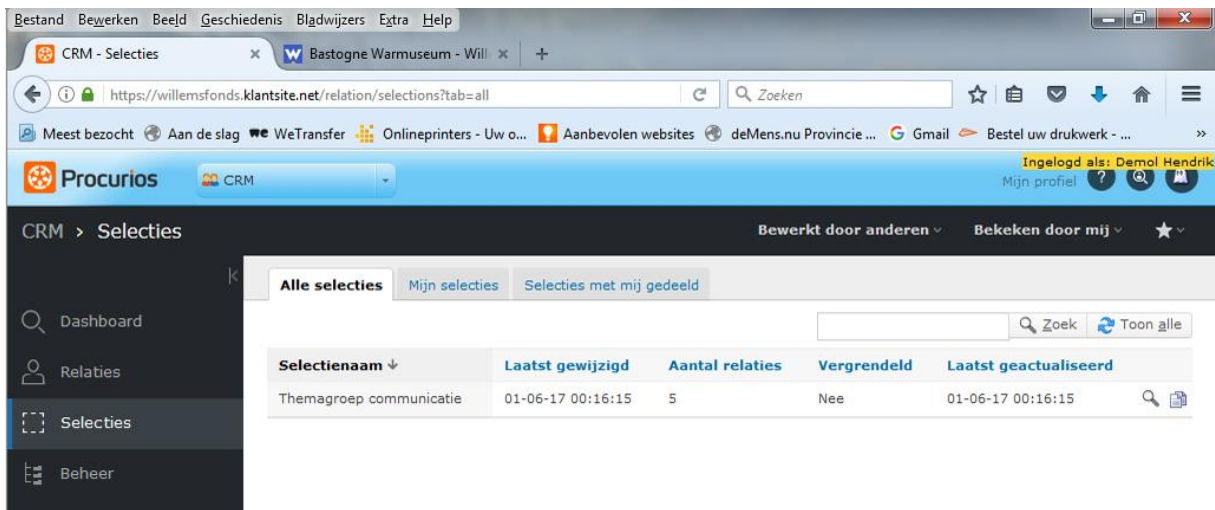 Bestand Bewerken Beeld Geschiedenis Bladwijzers Extra Help
CRM - Selecties
Bastogne Warmuseum - Will
https://willemsfonds.klantsite.net/relation/selections?tab=all
Zoeken
Meest bezocht Aan de slag we WeTransfer Onlineprinters - Uw o... Aanbevolen websites deMens.nu Provincie ... G Gmail Bestel uw drukwerk - ... »
Ingelogd als: Demol Hendrik
Procurios CRM Mijn profiel ?
CRM > Selecties Bewerkt door anderen Bekeken door mij
Alle selecties Mijn selecties Selecties met mij gedeeld
Dashboard
Zoek Toon alle
Relaties
Selectienaam Laatst gewijzigd Aantal relaties Vergrendeld Laatst geactualiseerd
Themagroep communicatie 01-06-17 00:16:15 5 Nee 01-06-17 00:16:15
Selecties
Beheer